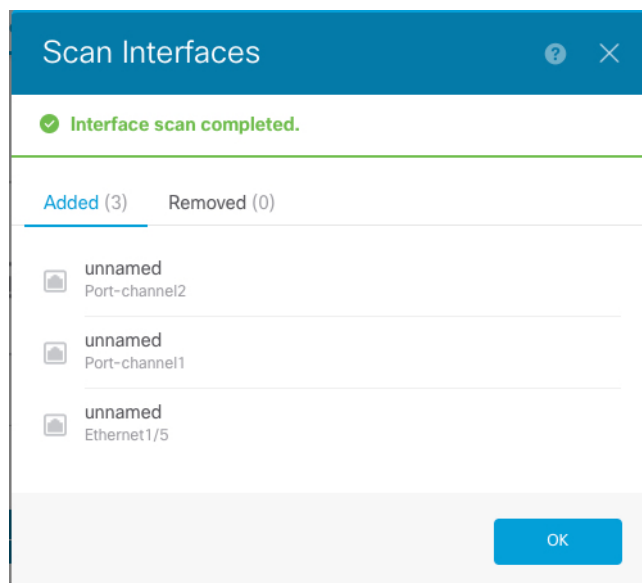 Scan Interfaces
Interface scan completed.
Added (3) Removed (0)
unnamed
Port-channel2
unnamed
Port-channel1
unnamed
Ethernet1/5
OK